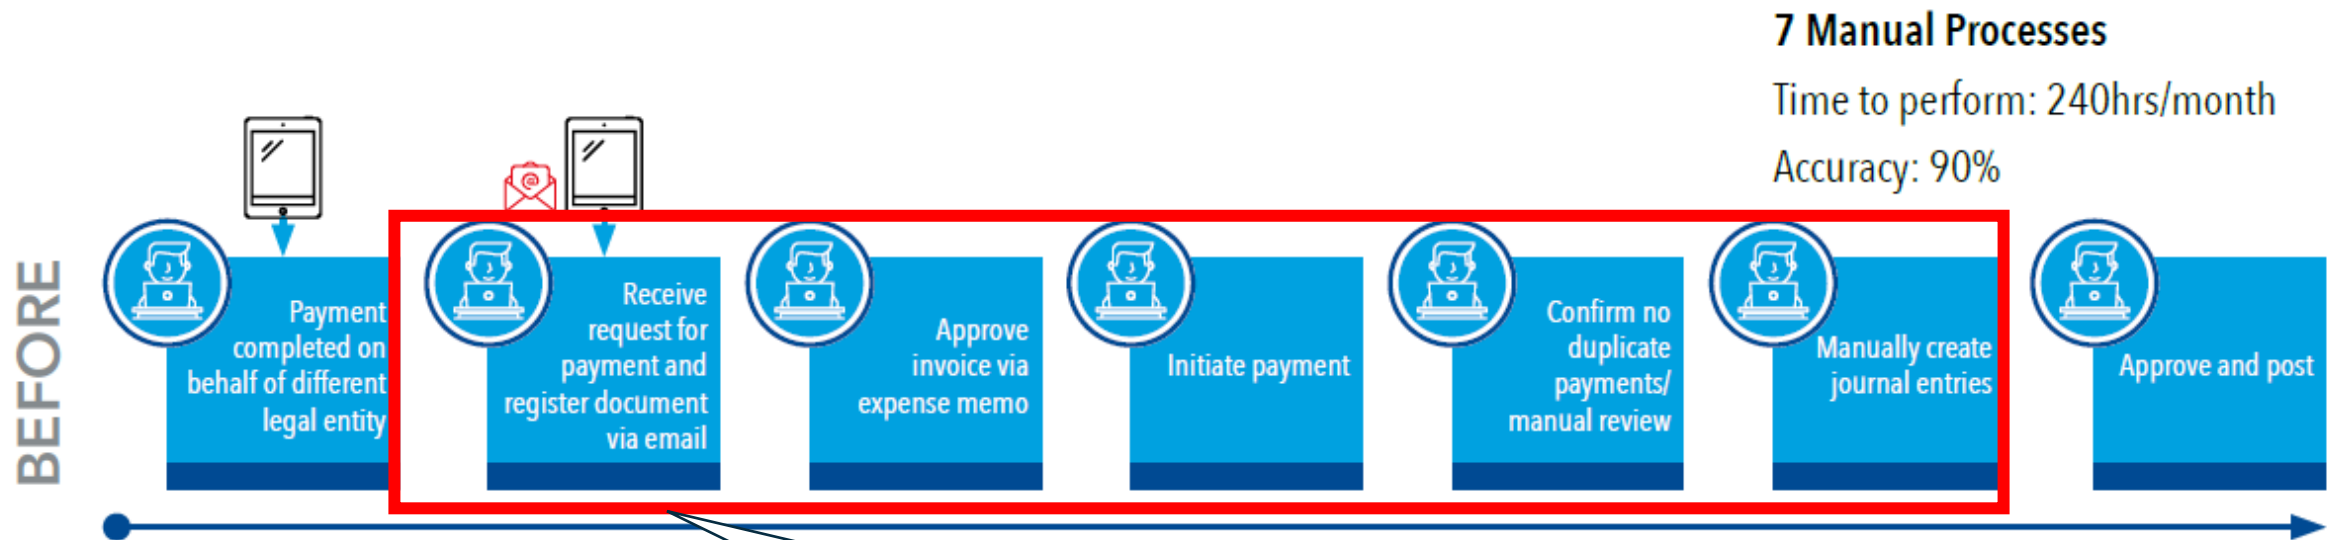 7 Manual Processes
Time to perform: 240hrs/month
Accuracy: 90%
BEFORE
@
Payment
completed on
behalf of different
legal entity
Receive
request for
payment and
register document
via email
Approve
invoice via
expense memo
Initiate payment
Confirm no
duplicate
payments/
manual review
Manually create
journal entries
Approve and post